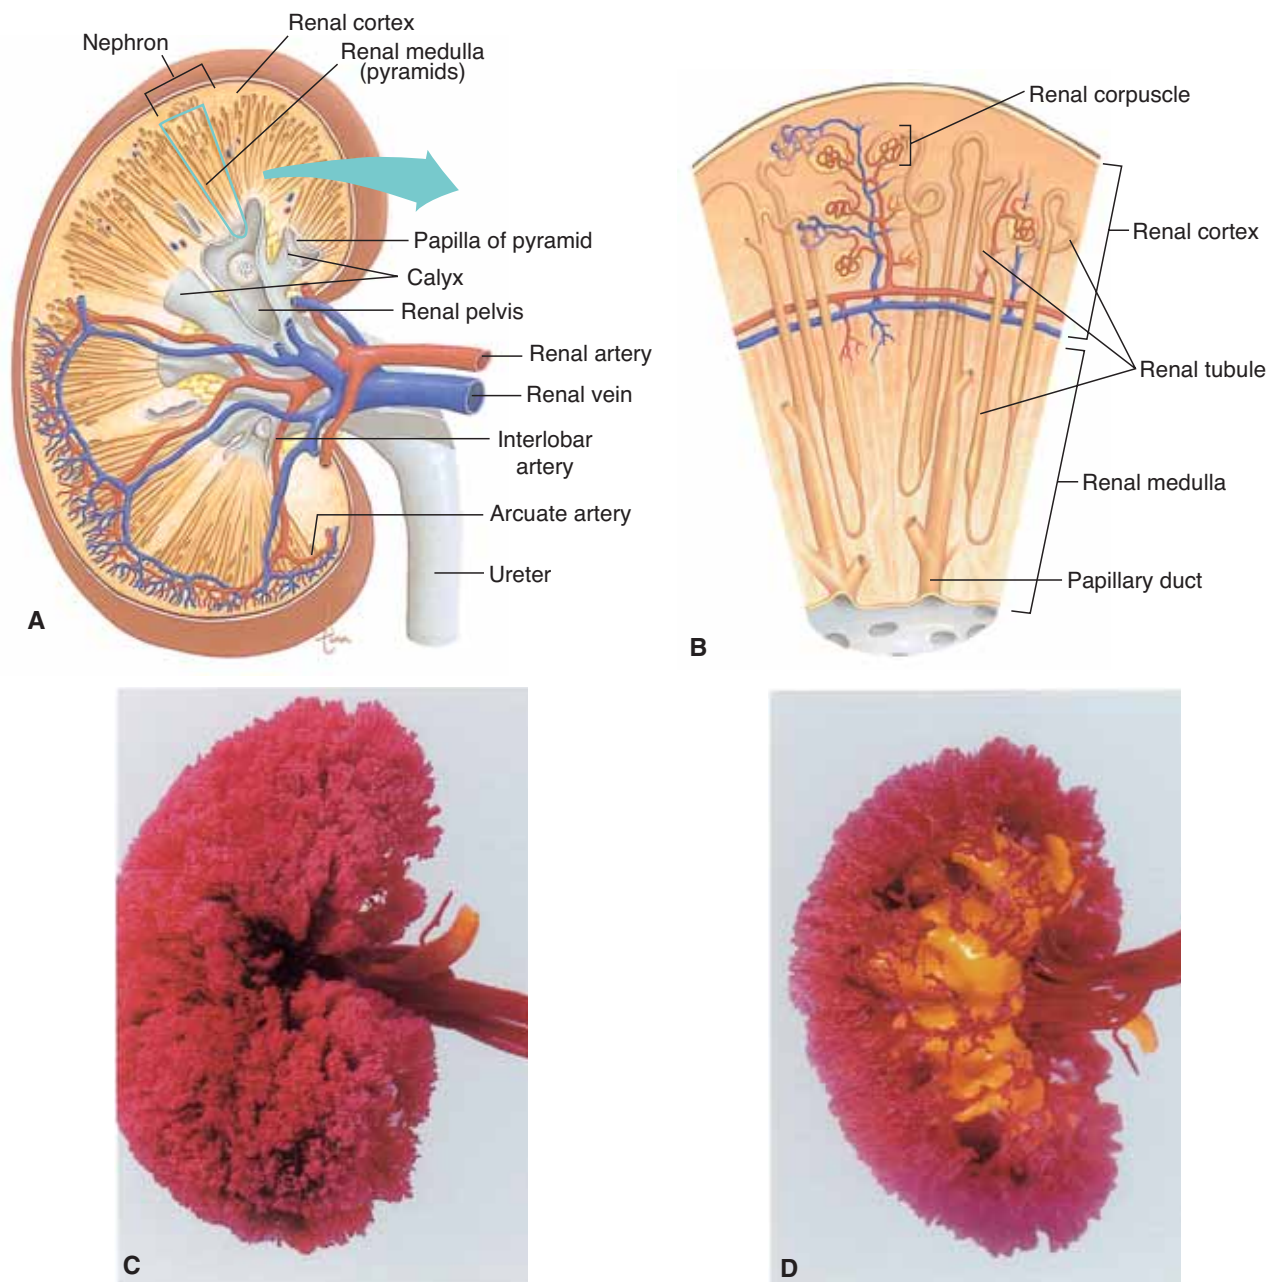 Renal cortex
Nephron
Renal medulla
(pyramids)
Papilla of pyramid
Calyx
Renal pelvis
Renal artery
Renal vein
Interlobar
artery
Arcuate artery
Ureter
A
Renal corpuscle
Renal cortex
Renal tubule
Renal medulla
Papillary duct
B
C
D